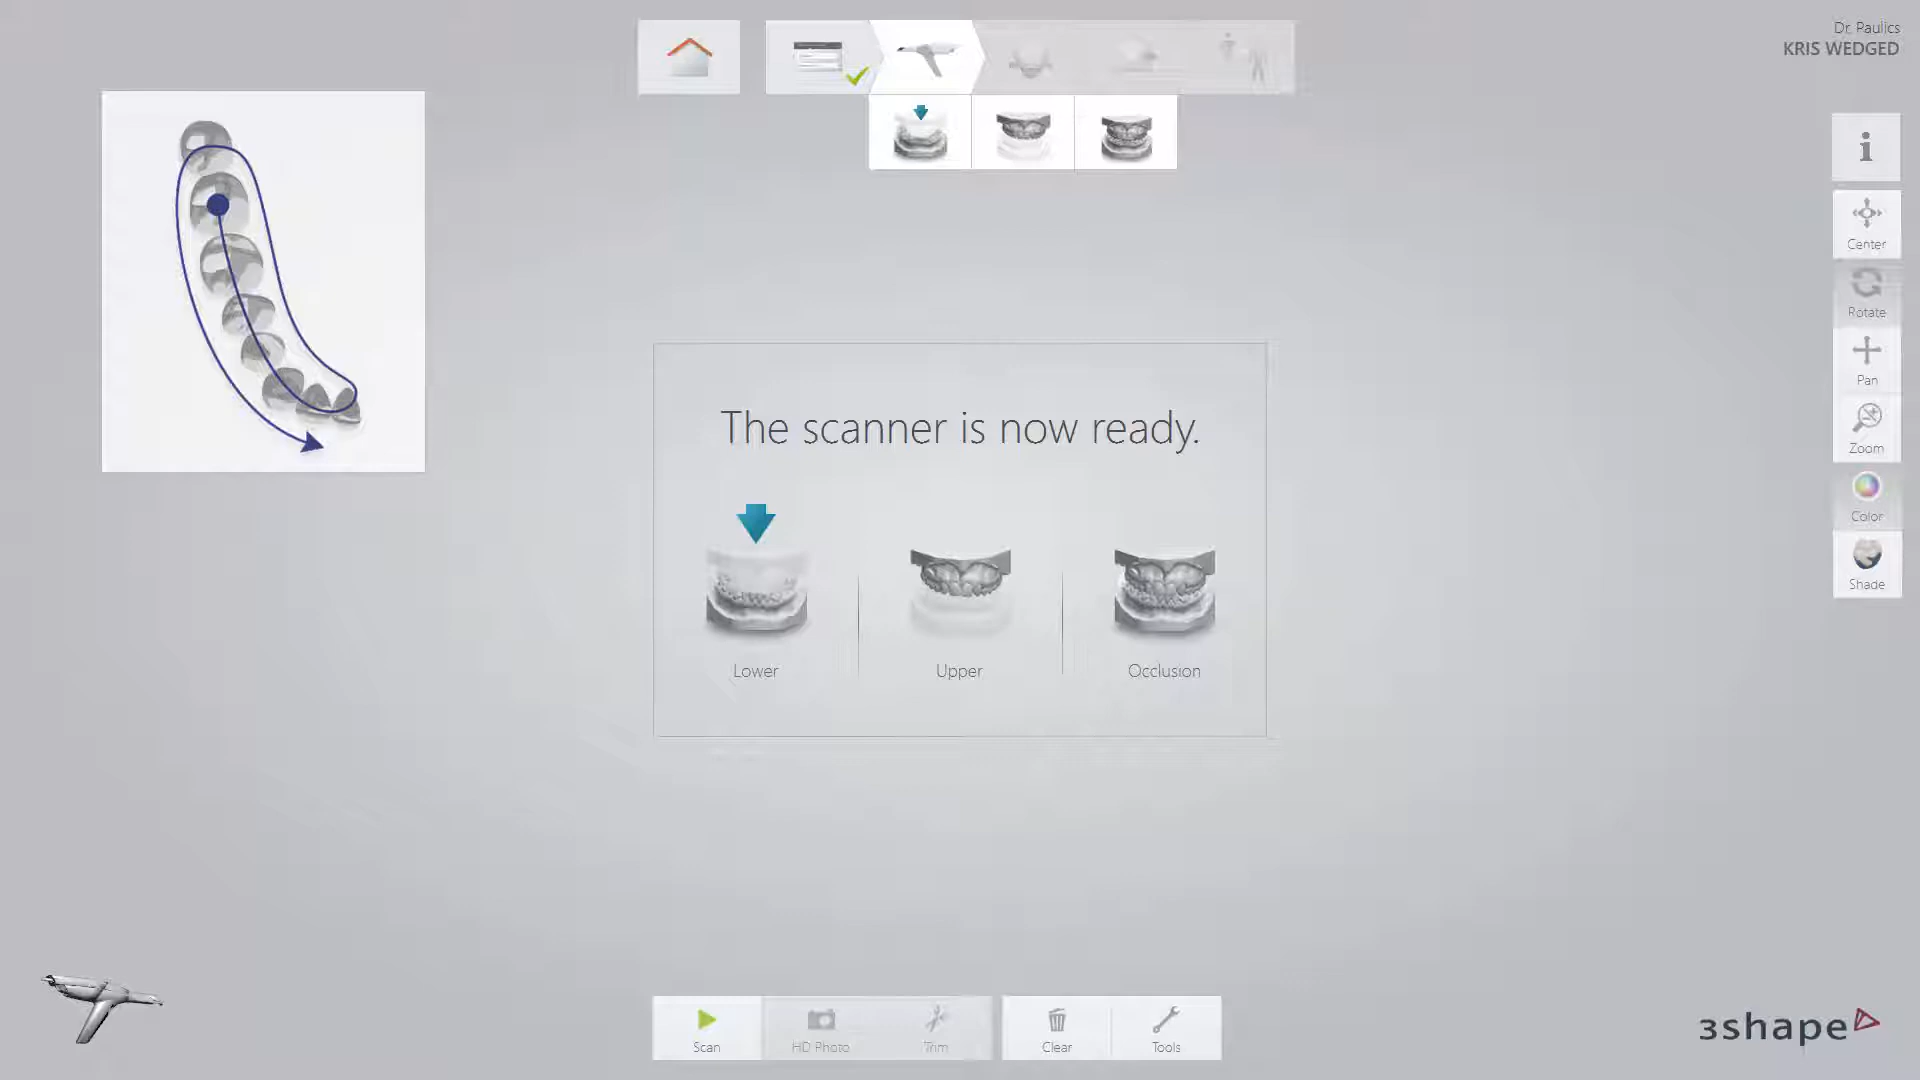 Dr. Paulics
KRIS WEDGED
i
Center
Rotate
Pan
Zoom
Color
Shade
The scanner is now ready.
Lower
Upper
Occlusion
Scan
HD Photo
Trim
Clear
Tools
3shape